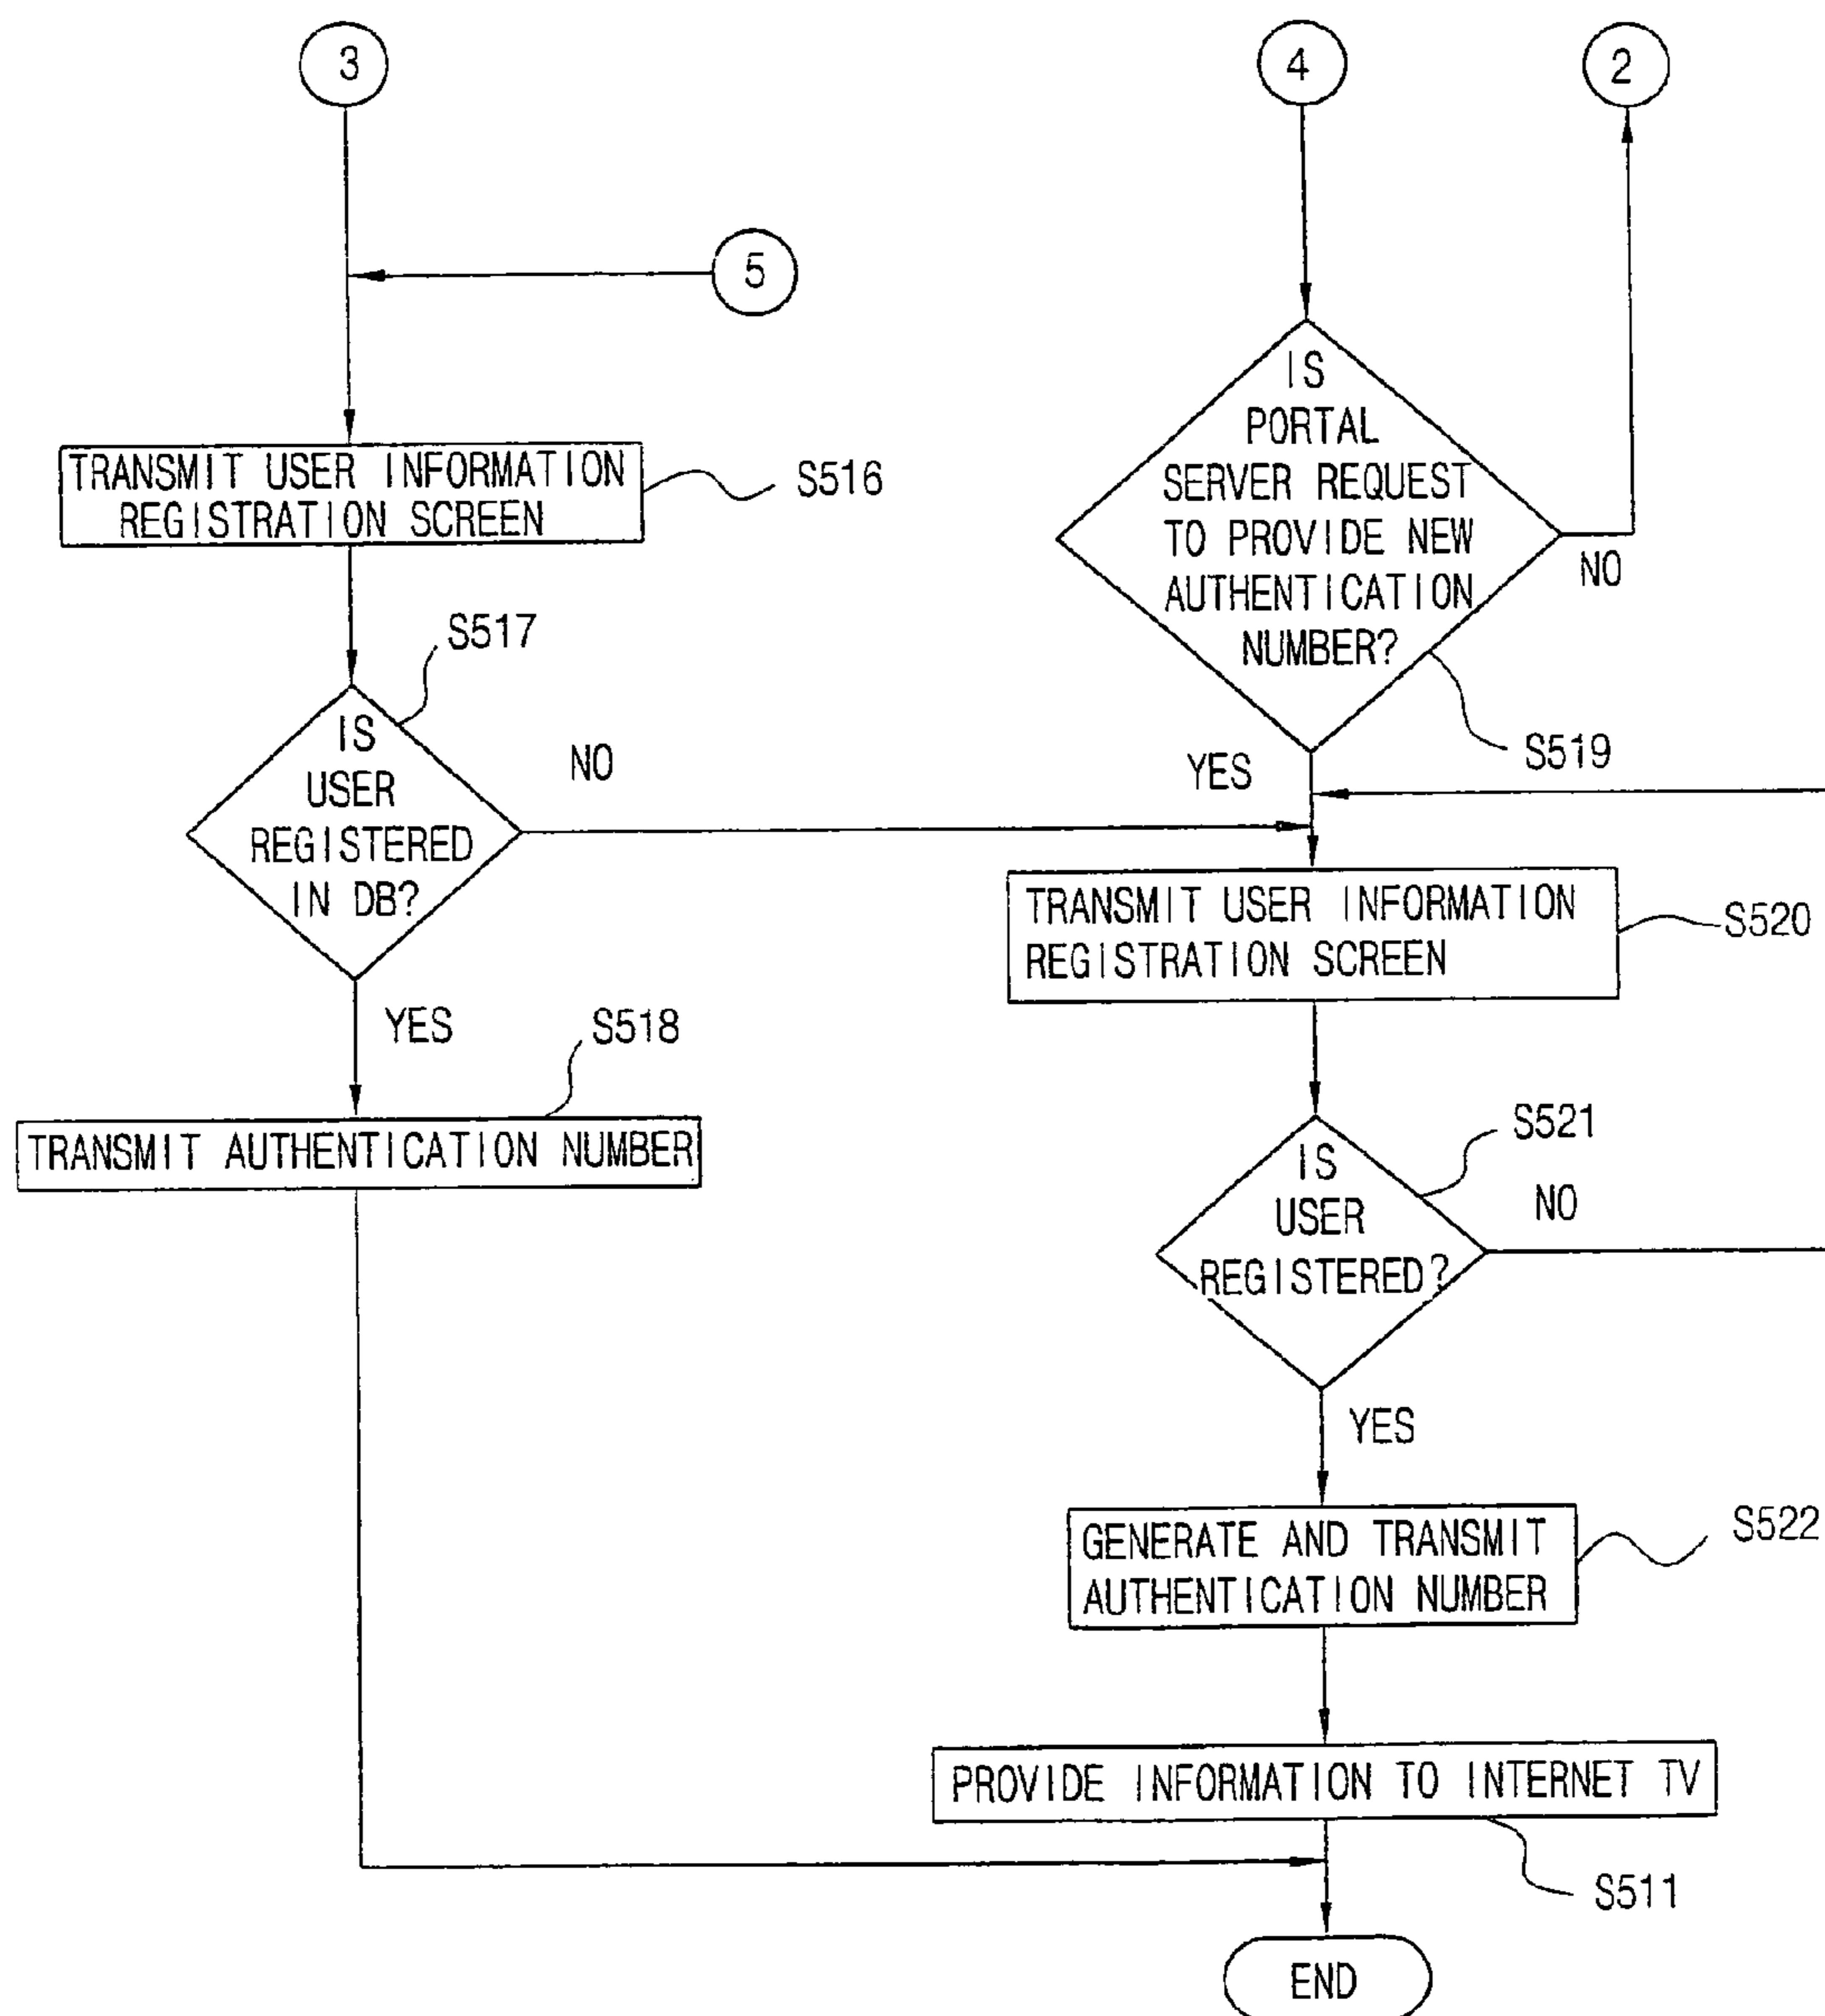 3
4
2
5
IS
PORTAL
SERVER REQUEST
TO PROVIDE NEW
AUTHENTICATION
NUMBER?
NO
S519
YES
TRANSMIT USER INFORMATION
REGISTRATION SCREEN
S516
S517
IS
USER
REGISTERED
IN DB?
NO
YES
S518
TRANSMIT AUTHENTICATION NUMBER
TRANSMIT USER INFORMATION
REGISTRATION SCREEN
S520
S521
IS
USER
REGISTERED?
NO
YES
GENERATE AND TRANSMIT
AUTHENTICATION NUMBER
S522
PROVIDE INFORMATION TO INTERNET TV
S511
END